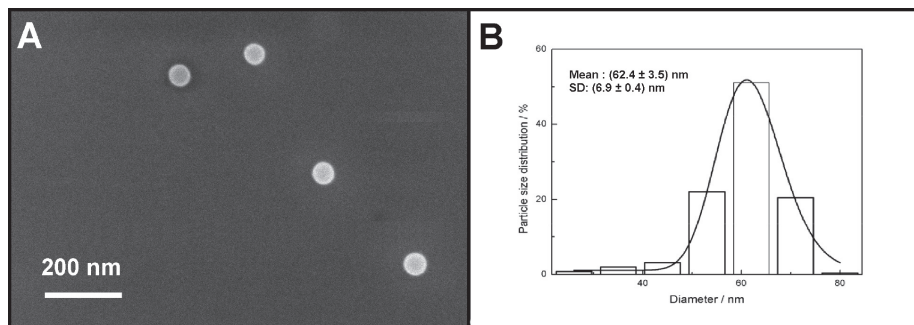 A
200 nm
B
Mean : (62.4 ± 3.5) nm
SD: (6.9 ± 0.4) nm
Particle size distribution / %
60
40
20
0
40
60
80
Diameter / nm